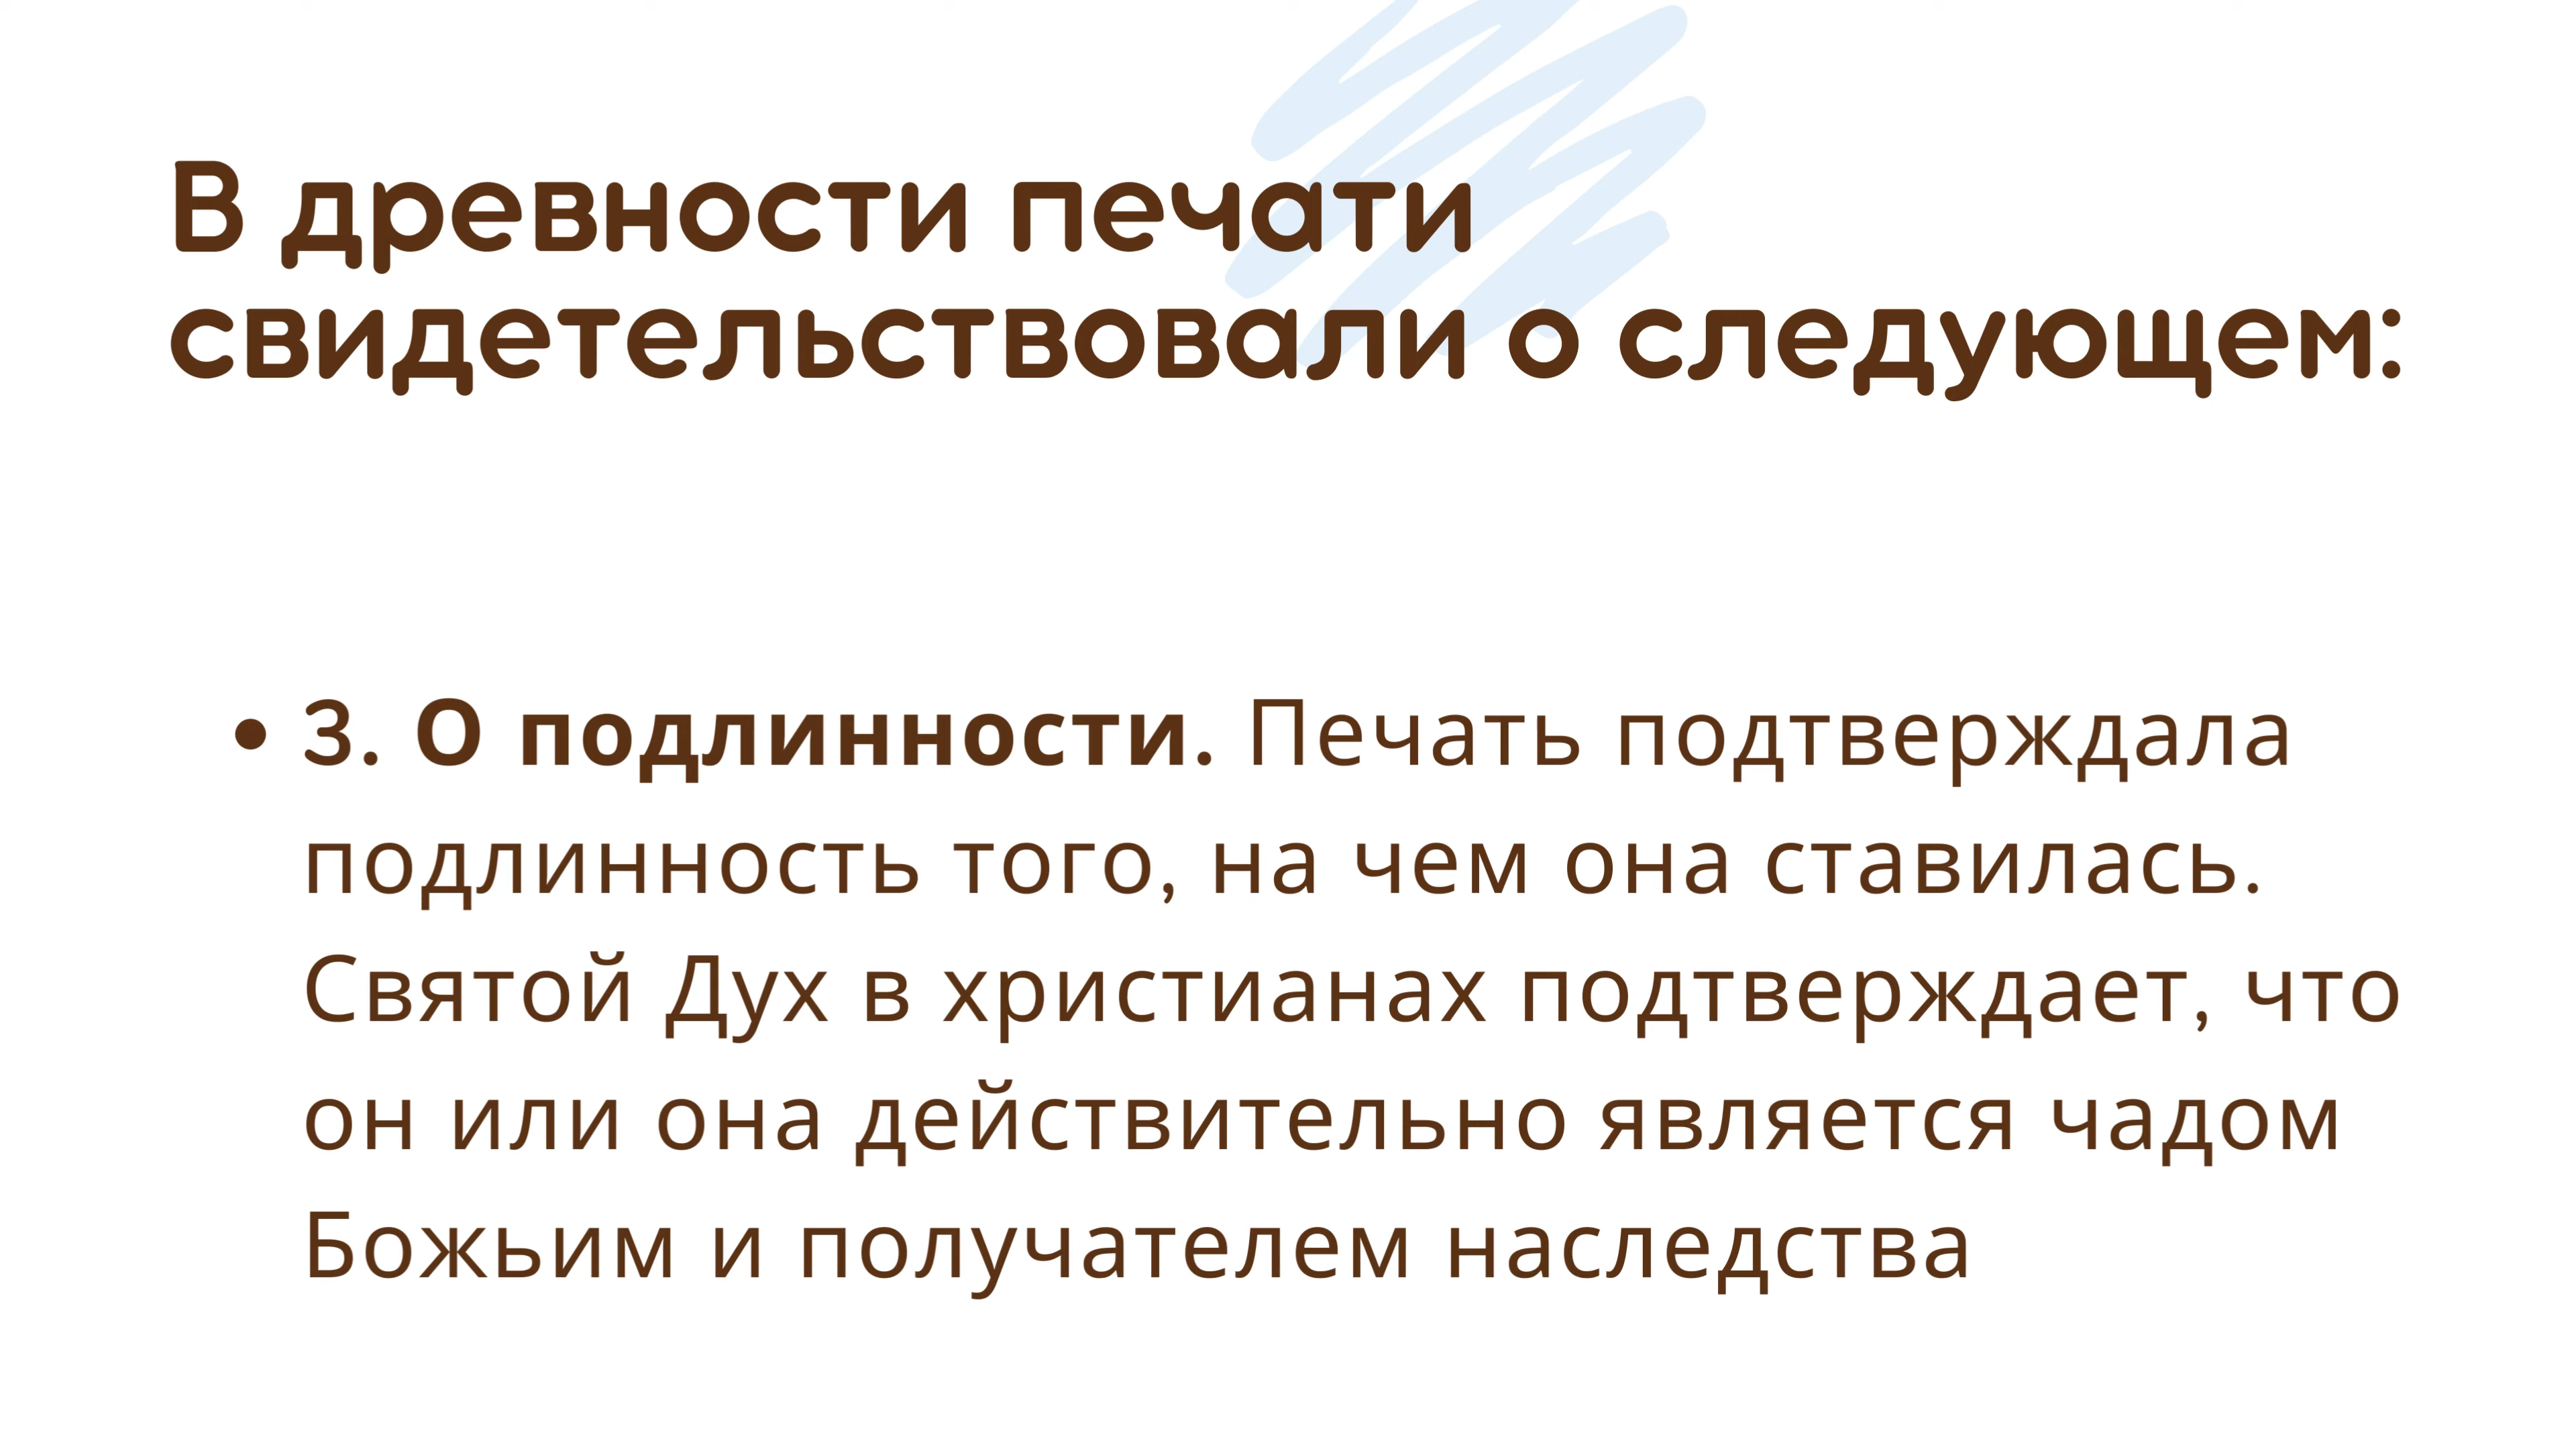 В древности печати
свидетельствовали о следующем:
• 3. О подлинности. Печать подтверждала
подлинность того, на чем она ставилась.
Святой Дух в христианах подтверждает, что
он или она действительно является чадом
Божьим и получателем наследства